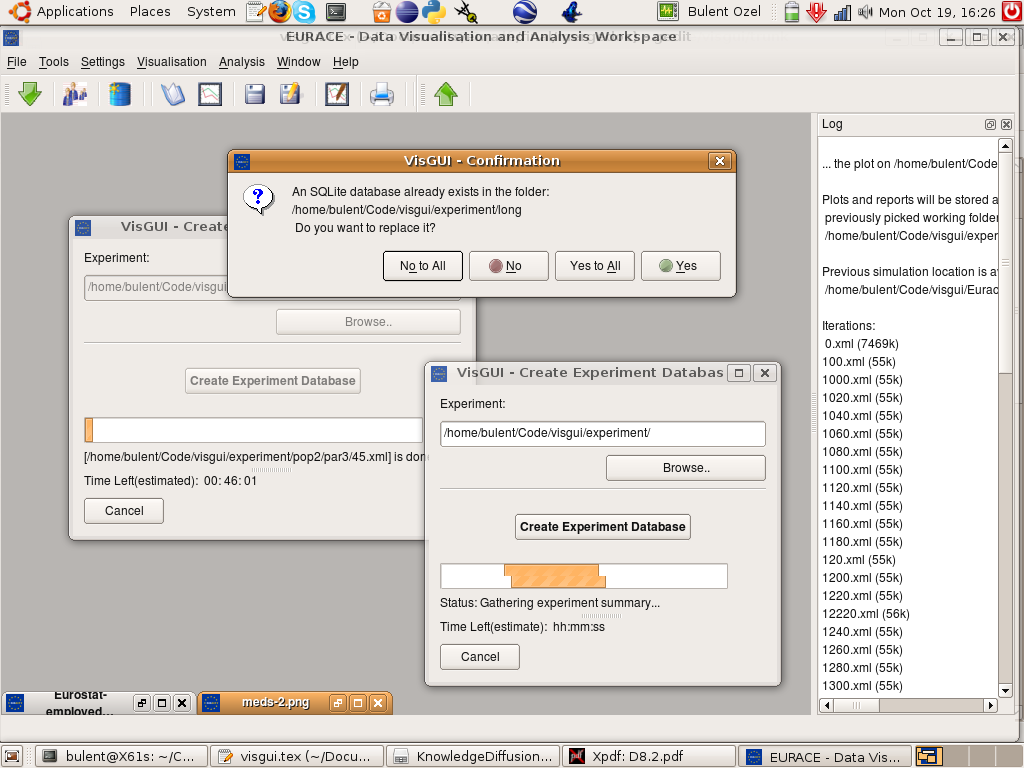 Applications Places System Bulent Ozel Mon Oct 19, 16:26
EURACE - Data Visualisation and Analysis Workspace
File Tools Settings Visualisation Analysis Window Help
Log
VisGUI - Confirmation
An SQLite database already exists in the folder:
/home/bulent/Code/visgui/experiment/long
Do you want to replace it?
No to All No Yes to All Yes
VisGUI - Create
Experiment:
/home/bulent/Code/visgui
Browse..
Create Experiment Database
[/home/bulent/Code/visgui/experiment/pop2/par3/45.xml] is don
Time Left(estimated): 00: 46: 01
Cancel
VisGUI - Create Experiment Databas
Experiment:
/home/bulent/Code/visgui/experiment/
Browse..
Create Experiment Database
Status: Gathering experiment summary...
Time Left(estimate): hh:mm:ss
Cancel
... the plot on /home/bulent/Code
Plots and reports will be stored a
previously picked working folder
/home/bulent/Code/visgui/exper
Previous simulation location is a
/home/bulent/Code/visgui/Eurac
Iterations:
0.xml (7469k)
100.xml (55k)
1000.xml (55k)
1020.xml (55k)
1040.xml (55k)
1060.xml (55k)
1080.xml (55k)
1100.xml (55k)
1120.xml (55k)
1140.xml (55k)
1160.xml (55k)
1180.xml (55k)
120.xml (55k)
1200.xml (55k)
1220.xml (55k)
12220.xml (56k)
1240.xml (55k)
1260.xml (55k)
1280.xml (55k)
1300.xml (55k)
Eurostat-
employed...
meds-2.png
bulent@X61s: ~/C... visgui.tex (~/Docu... KnowledgeDiffusion... Xpdf: D8.2.pdf EURACE - Data Vis...